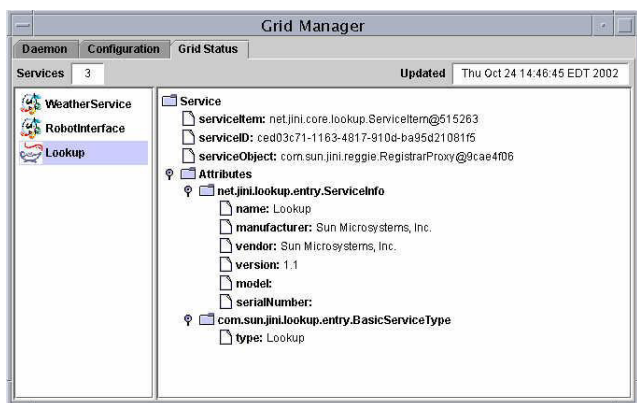 Grid Manager
Daemon Configuration Grid Status
Services 3 Updated Thu Oct 24 14:46:45 EDT 2002
WeatherService
RobotInterface
Lookup
Service
serviceItem: net.jini.core.lookup.ServiceItem@515263
serviceID: ced03c71-1163-4817-910d-ba95d21081f5
serviceObject: com.sun.jini.reggie.RegistrarProxy@9cae4f06
Attributes
net.jini.lookup.entry.ServiceInfo
name: Lookup
manufacturer: Sun Microsystems, Inc.
vendor: Sun Microsystems, Inc.
version: 1.1
model:
serialNumber:
com.sun.jini.lookup.entry.BasicServiceType
type: Lookup